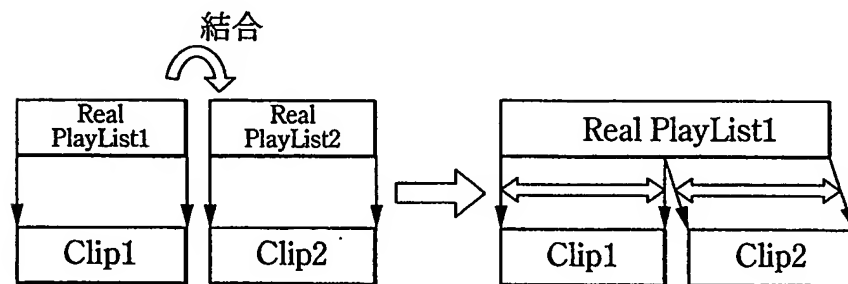 結合
Real
PlayList1
Real
PlayList2
Real PlayList1
Clip1
Clip2
Clip1
Clip2